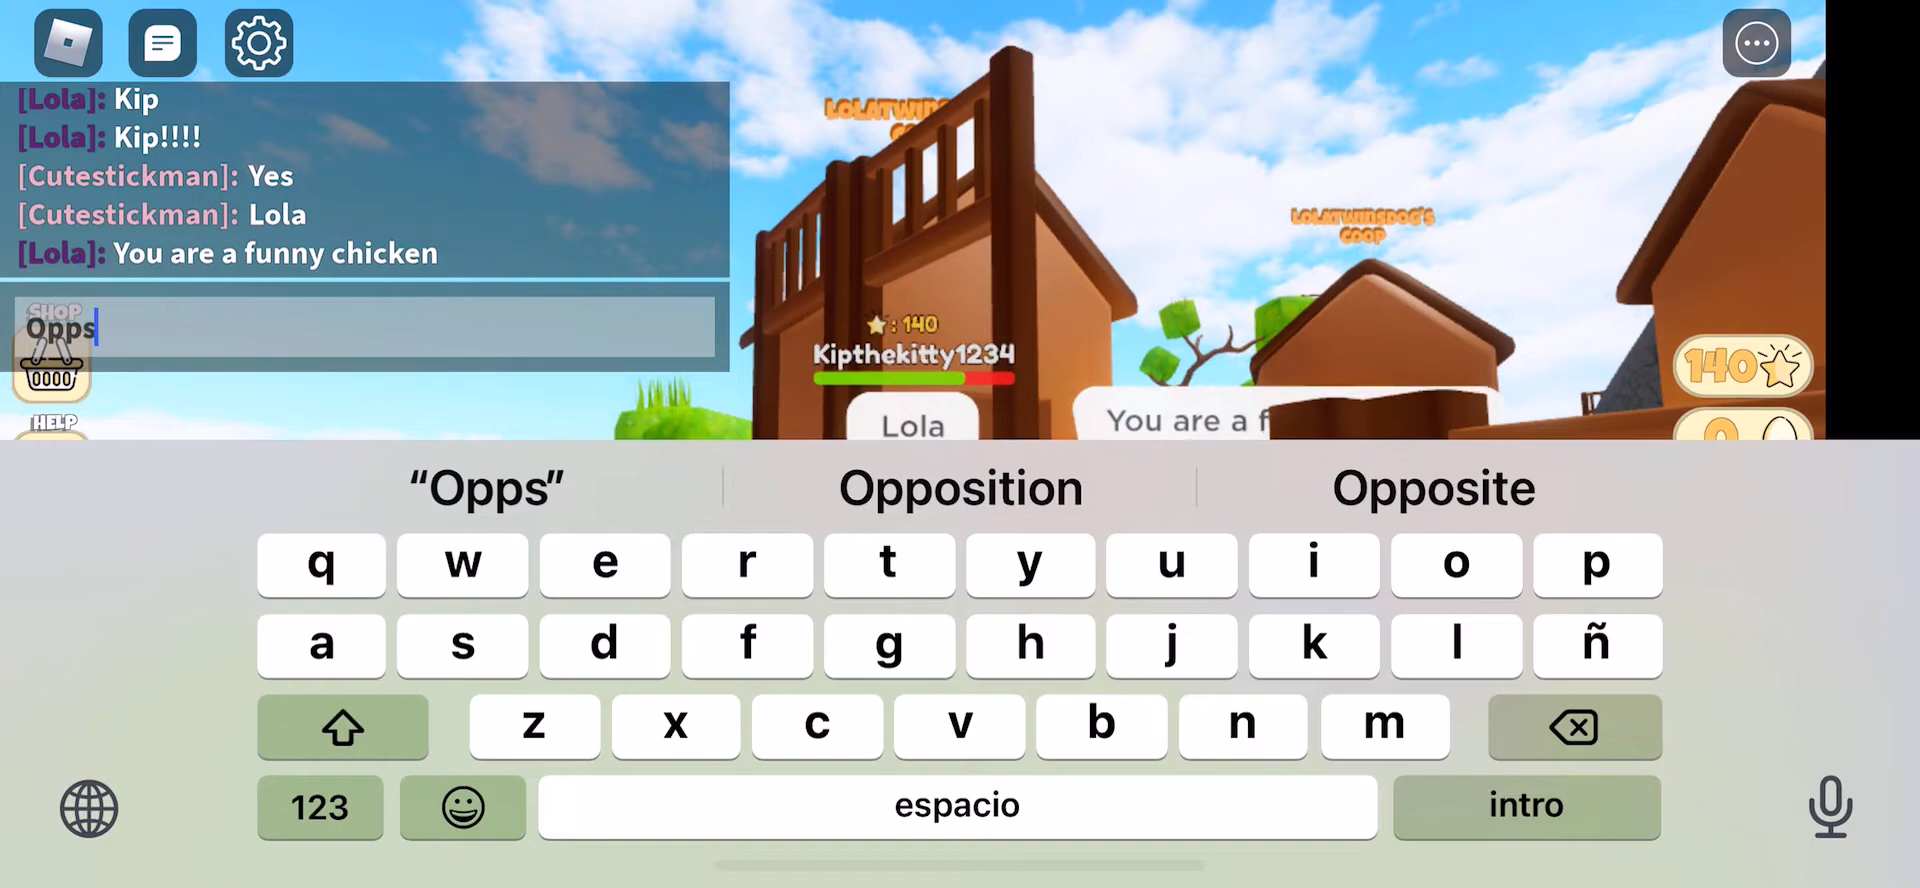 [Lola]: Kip
[Lola]: Kip!!!!
[Cutestickman]: Yes
[Cutestickman]: Lola
[Lola]: You are a funny chicken
SHOP
Opps
HELP
LOLATWINSDOG'S
COOP
: 140
Kipthekitty1234
Lola
You are a f
140
0
“Opps” Opposition Opposite
q w e r t y u i o p
a s d f g h j k l ñ
z x c v b n m
123 espacio intro